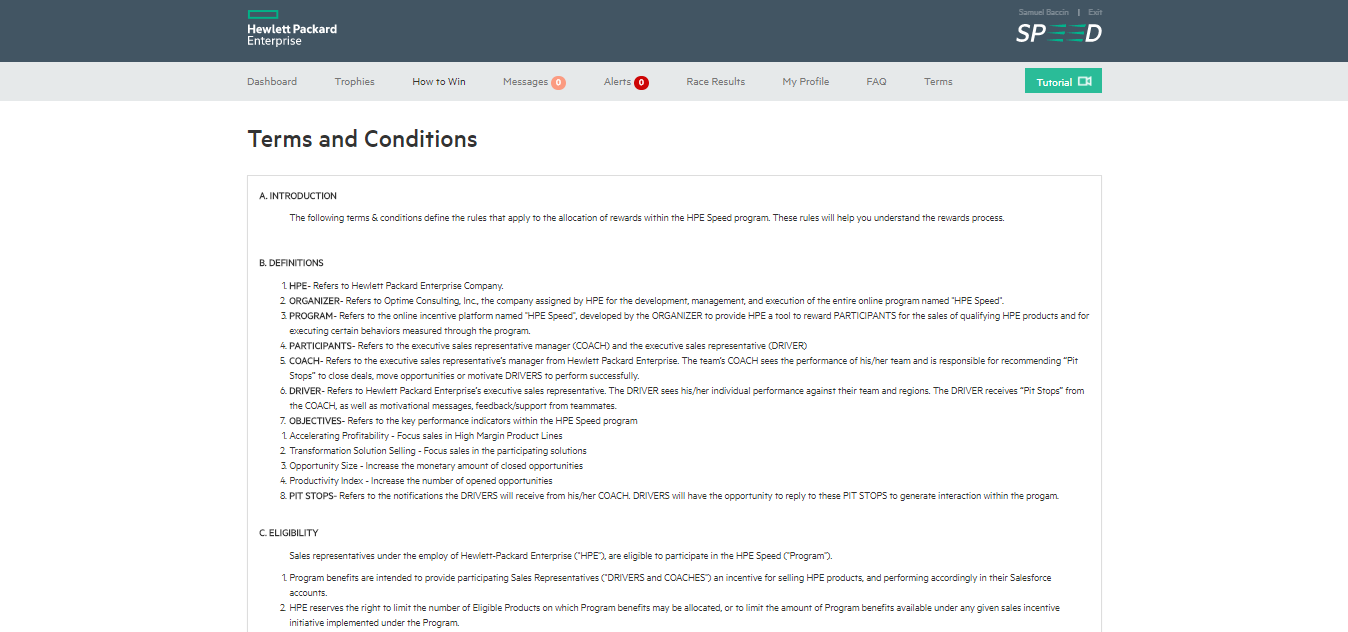 Hewlett Packard
Enterprise
Samuel Baccin | Exit
SPEED
Dashboard Trophies How to Win Messages 0 Alerts 0 Race Results My Profile FAQ Terms Tutorial
Terms and Conditions
A. INTRODUCTION
The following terms & conditions define the rules that apply to the allocation of rewards within the HPE Speed program. These rules will help you understand the rewards process.
B. DEFINITIONS
1. HPE- Refers to Hewlett Packard Enterprise Company.
2. ORGANIZER- Refers to Optime Consulting, Inc., the company assigned by HPE for the development, management, and execution of the entire online program named "HPE Speed".
3. PROGRAM- Refers to the online incentive platform named "HPE Speed", developed by the ORGANIZER to provide HPE a tool to reward PARTICIPANTS for the sales of qualifying HPE products and for
executing certain behaviors measured through the program.
4. PARTICIPANTS- Refers to the executive sales representative manager (COACH) and the executive sales representative (DRIVER)
5. COACH- Refers to the executive sales representative's manager from Hewlett Packard Enterprise. The team's COACH sees the performance of his/her team and is responsible for recommending "Pit
Stops" to close deals, move opportunities or motivate DRIVERS to perform successfully.
6. DRIVER- Refers to Hewlett Packard Enterprise's executive sales representative. The DRIVER sees his/her individual performance against their team and regions. The DRIVER receives "Pit Stops" from
the COACH, as well as motivational messages, feedback/support from teammates.
7. OBJECTIVES- Refers to the key performance indicators within the HPE Speed program
1. Accelerating Profitability - Focus sales in High Margin Product Lines
2. Transformation Solution Selling - Focus sales in the participating solutions
3. Opportunity Size - Increase the monetary amount of closed opportunities
4. Productivity Index - Increase the number of opened opportunities
8. PIT STOPS- Refers to the notifications the DRIVERS will receive from his/her COACH. DRIVERS will have the opportunity to reply to these PIT STOPS to generate interaction within the progam.
C. ELIGIBILITY
Sales representatives under the employ of Hewlett-Packard Enterprise ("HPE"), are eligible to participate in the HPE Speed ("Program").
1. Program benefits are intended to provide participating Sales Representatives ("DRIVERS and COACHES") an incentive for selling HPE products, and performing accordingly in their Salesforce
accounts.
2. HPE reserves the right to limit the number of Eligible Products on which Program benefits may be allocated, or to limit the amount of Program benefits available under any given sales incentive
initiative implemented under the Program.